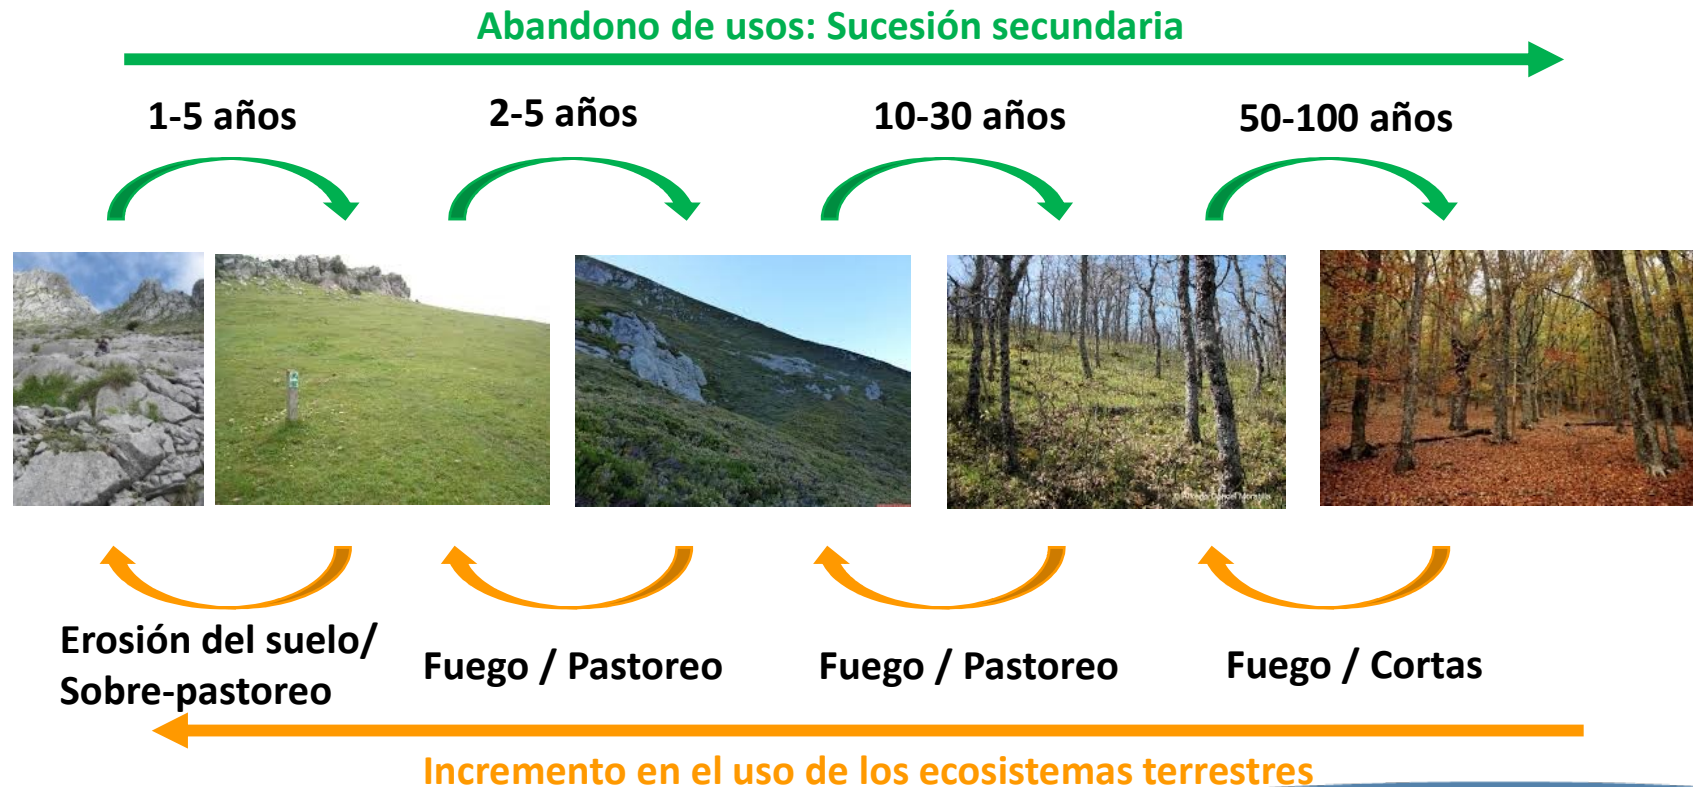 Abandono de usos: Sucesión secundaria
1-5 años
2-5 años
10-30 años
50-100 años
Erosión del suelo/
Sobre-pastoreo
Fuego / Pastoreo
Fuego / Pastoreo
Fuego / Cortas
Incremento en el uso de los ecosistemas terrestres